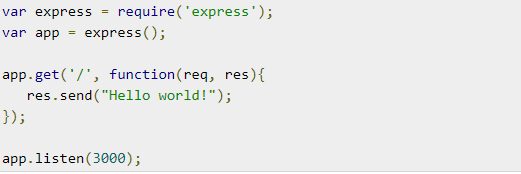 var express = require('express');
var app = express();

app.get('/', function(req, res){
   res.send("Hello world!");
});

app.listen(3000);